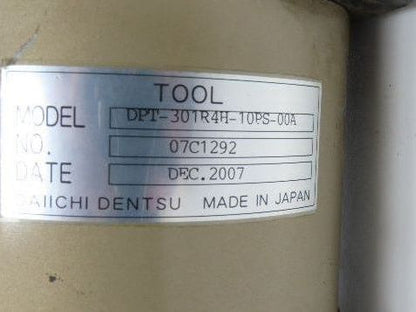 TOOL
MODEL DPT-301R4H-10PS-00A
NO. 07C1292
DATE DEC.2007
DAIICHI DENTSU MADE IN JAPAN